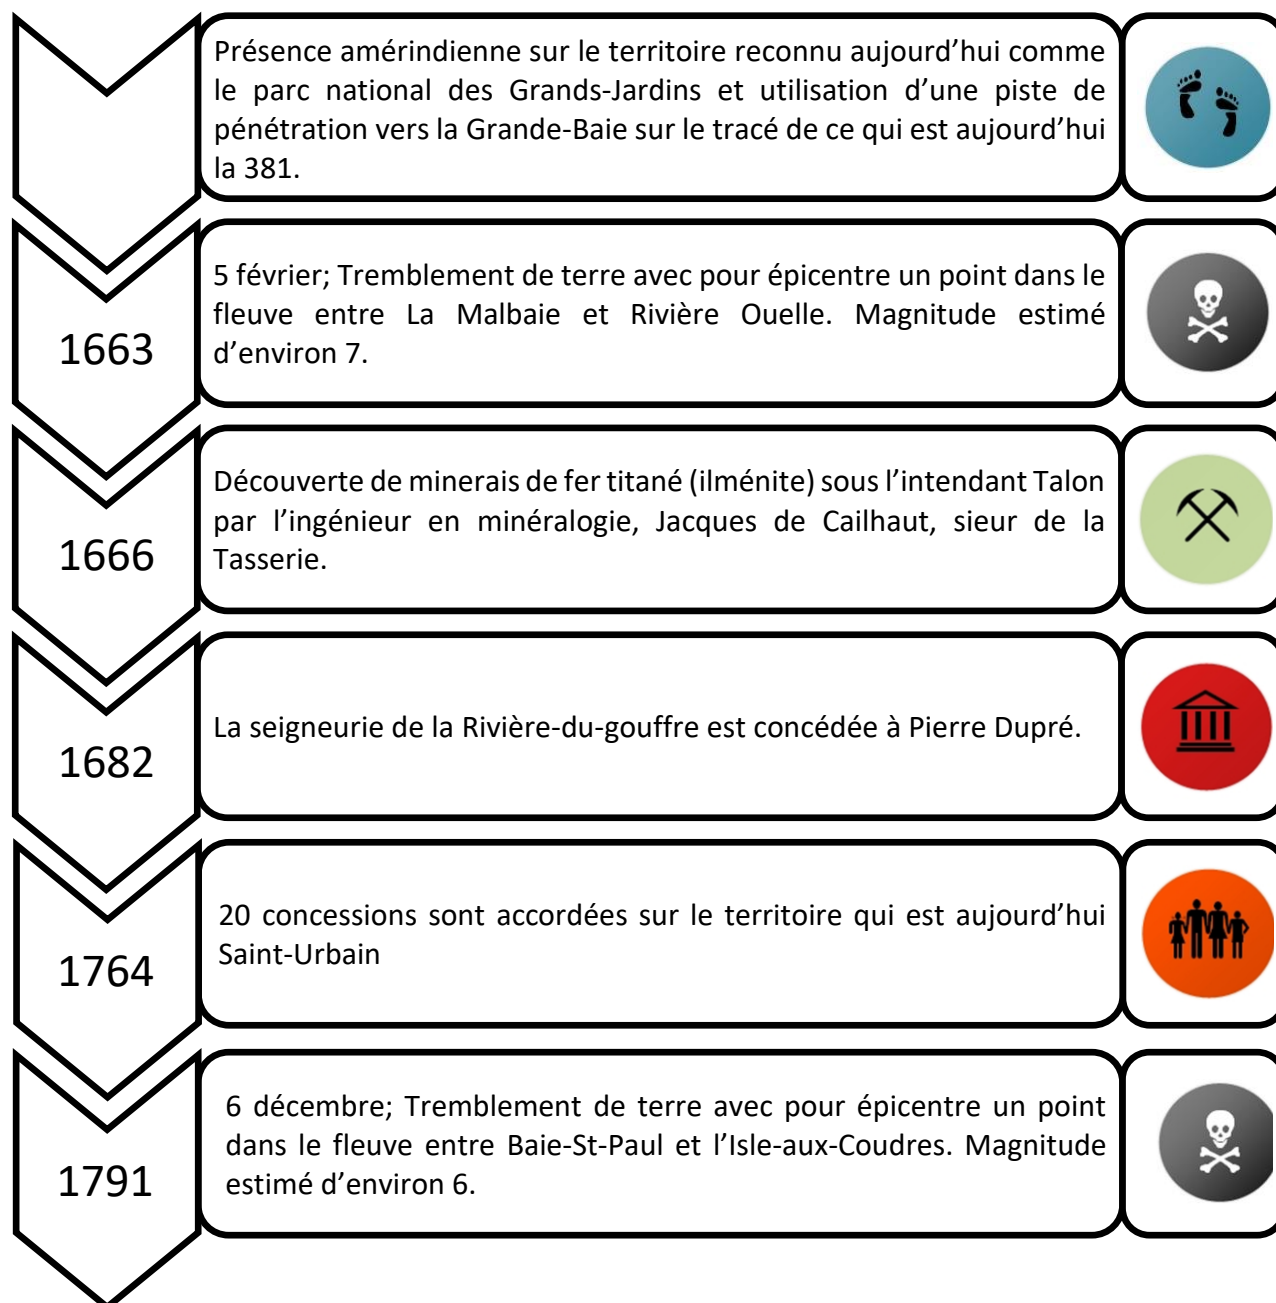 Présence amérindienne sur le territoire reconnu aujourd’hui comme
le parc national des Grands-Jardins et utilisation d’une piste de
pénétration vers la Grande-Baie sur le tracé de ce qui est aujourd’hui
la 381.
1663
5 février; Tremblement de terre avec pour épicentre un point dans le
fleuve entre La Malbaie et Rivière Ouelle. Magnitude estimé
d’environ 7.
1666
Découverte de minerais de fer titané (ilménite) sous l’intendant Talon
par l’ingénieur en minéralogie, Jacques de Cailhaut, sieur de la
Tasserie.
1682
La seigneurie de la Rivière-du-gouffre est concédée à Pierre Dupré.
1764
20 concessions sont accordées sur le territoire qui est aujourd’hui
Saint-Urbain
1791
6 décembre; Tremblement de terre avec pour épicentre un point
dans le fleuve entre Baie-St-Paul et l’Isle-aux-Coudres. Magnitude
estimé d’environ 6.